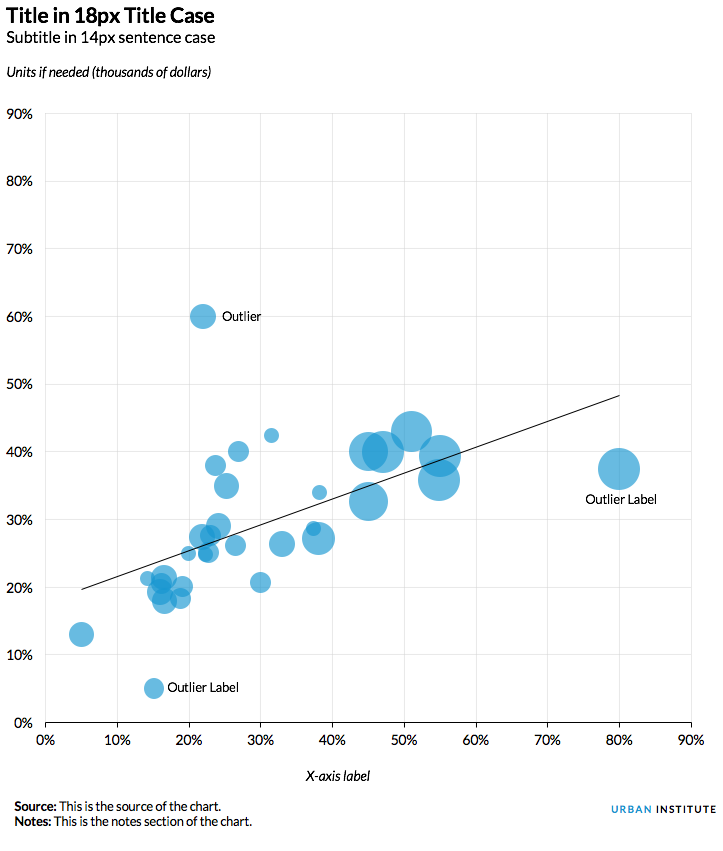 Title in 18px Title Case
Subtitle in 14px sentence case
Units if needed (thousands of dollars)
90%
80%
70%
60%
Outlier
50%
40%
Outlier Label
30%
20%
10%
Outlier Label
0%
0% 10% 20% 30% 40% 50% 60% 70% 80% 90%
X-axis label
Source: This is the source of the chart.
URBAN INSTITUTE
Notes: This is the notes section of the chart.